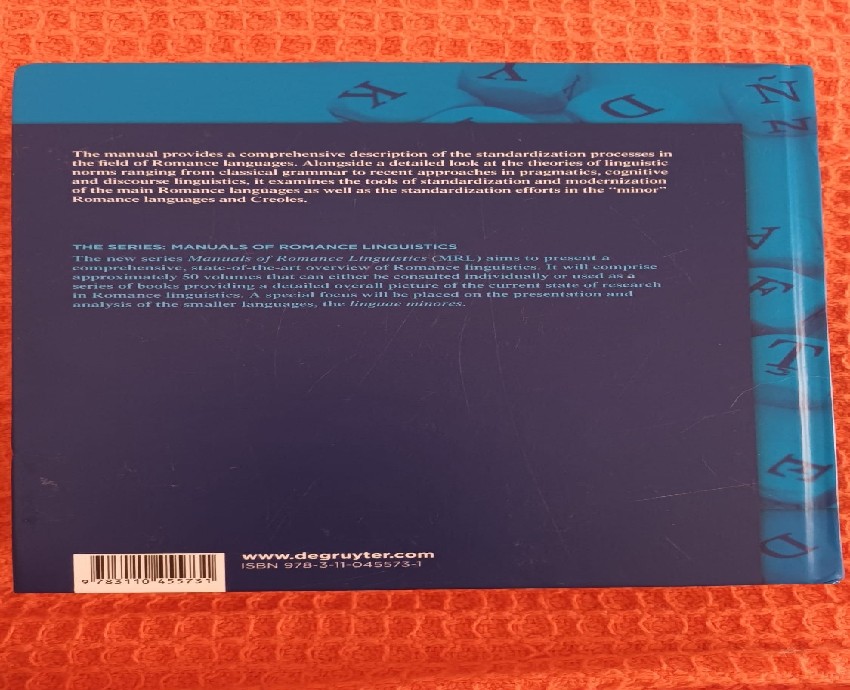 The manual provides a comprehensive description of the standardization processes in
the field of Romance languages. Alongside a detailed look at the theories of linguistic
norms ranging from classical grammar to recent approaches in pragmatics, cognitive
and discourse linguistics, it examines the tools of standardization and modernization
of the main Romance languages as well as the standardization efforts in the “minor”
Romance languages and Creoles.
THE SERIES: MANUALS OF ROMANCE LINGUISTICS
The new series Manuals of Romance Linguistics (MRL) aims to present a
comprehensive, state-of-the-art overview of Romance linguistics. It will comprise
approximately 50 volumes that can either be consulted individually or used as a
series of books providing a detailed overall picture of the current state of research
in Romance linguistics. A special focus will be placed on the presentation and
analysis of the smaller languages, the linguae minores.
www.degruyter.com
ISBN 978-3-11-045573-1
9 783110 455731
K
Y
D
Ñ
N
A
F
Ț
E
D